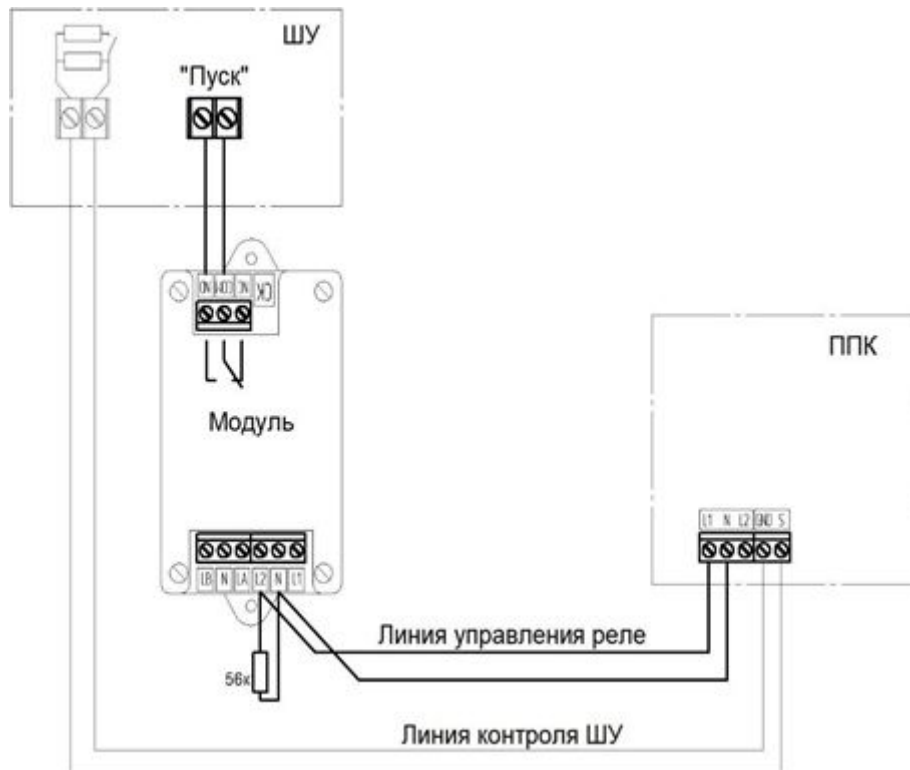 ШУ
"Пуск"
NO COM NC СК
Модуль
ППК
L1 N L2 GND S
LB N LA L2 N L1
Линия управления реле
56к
Линия контроля ШУ